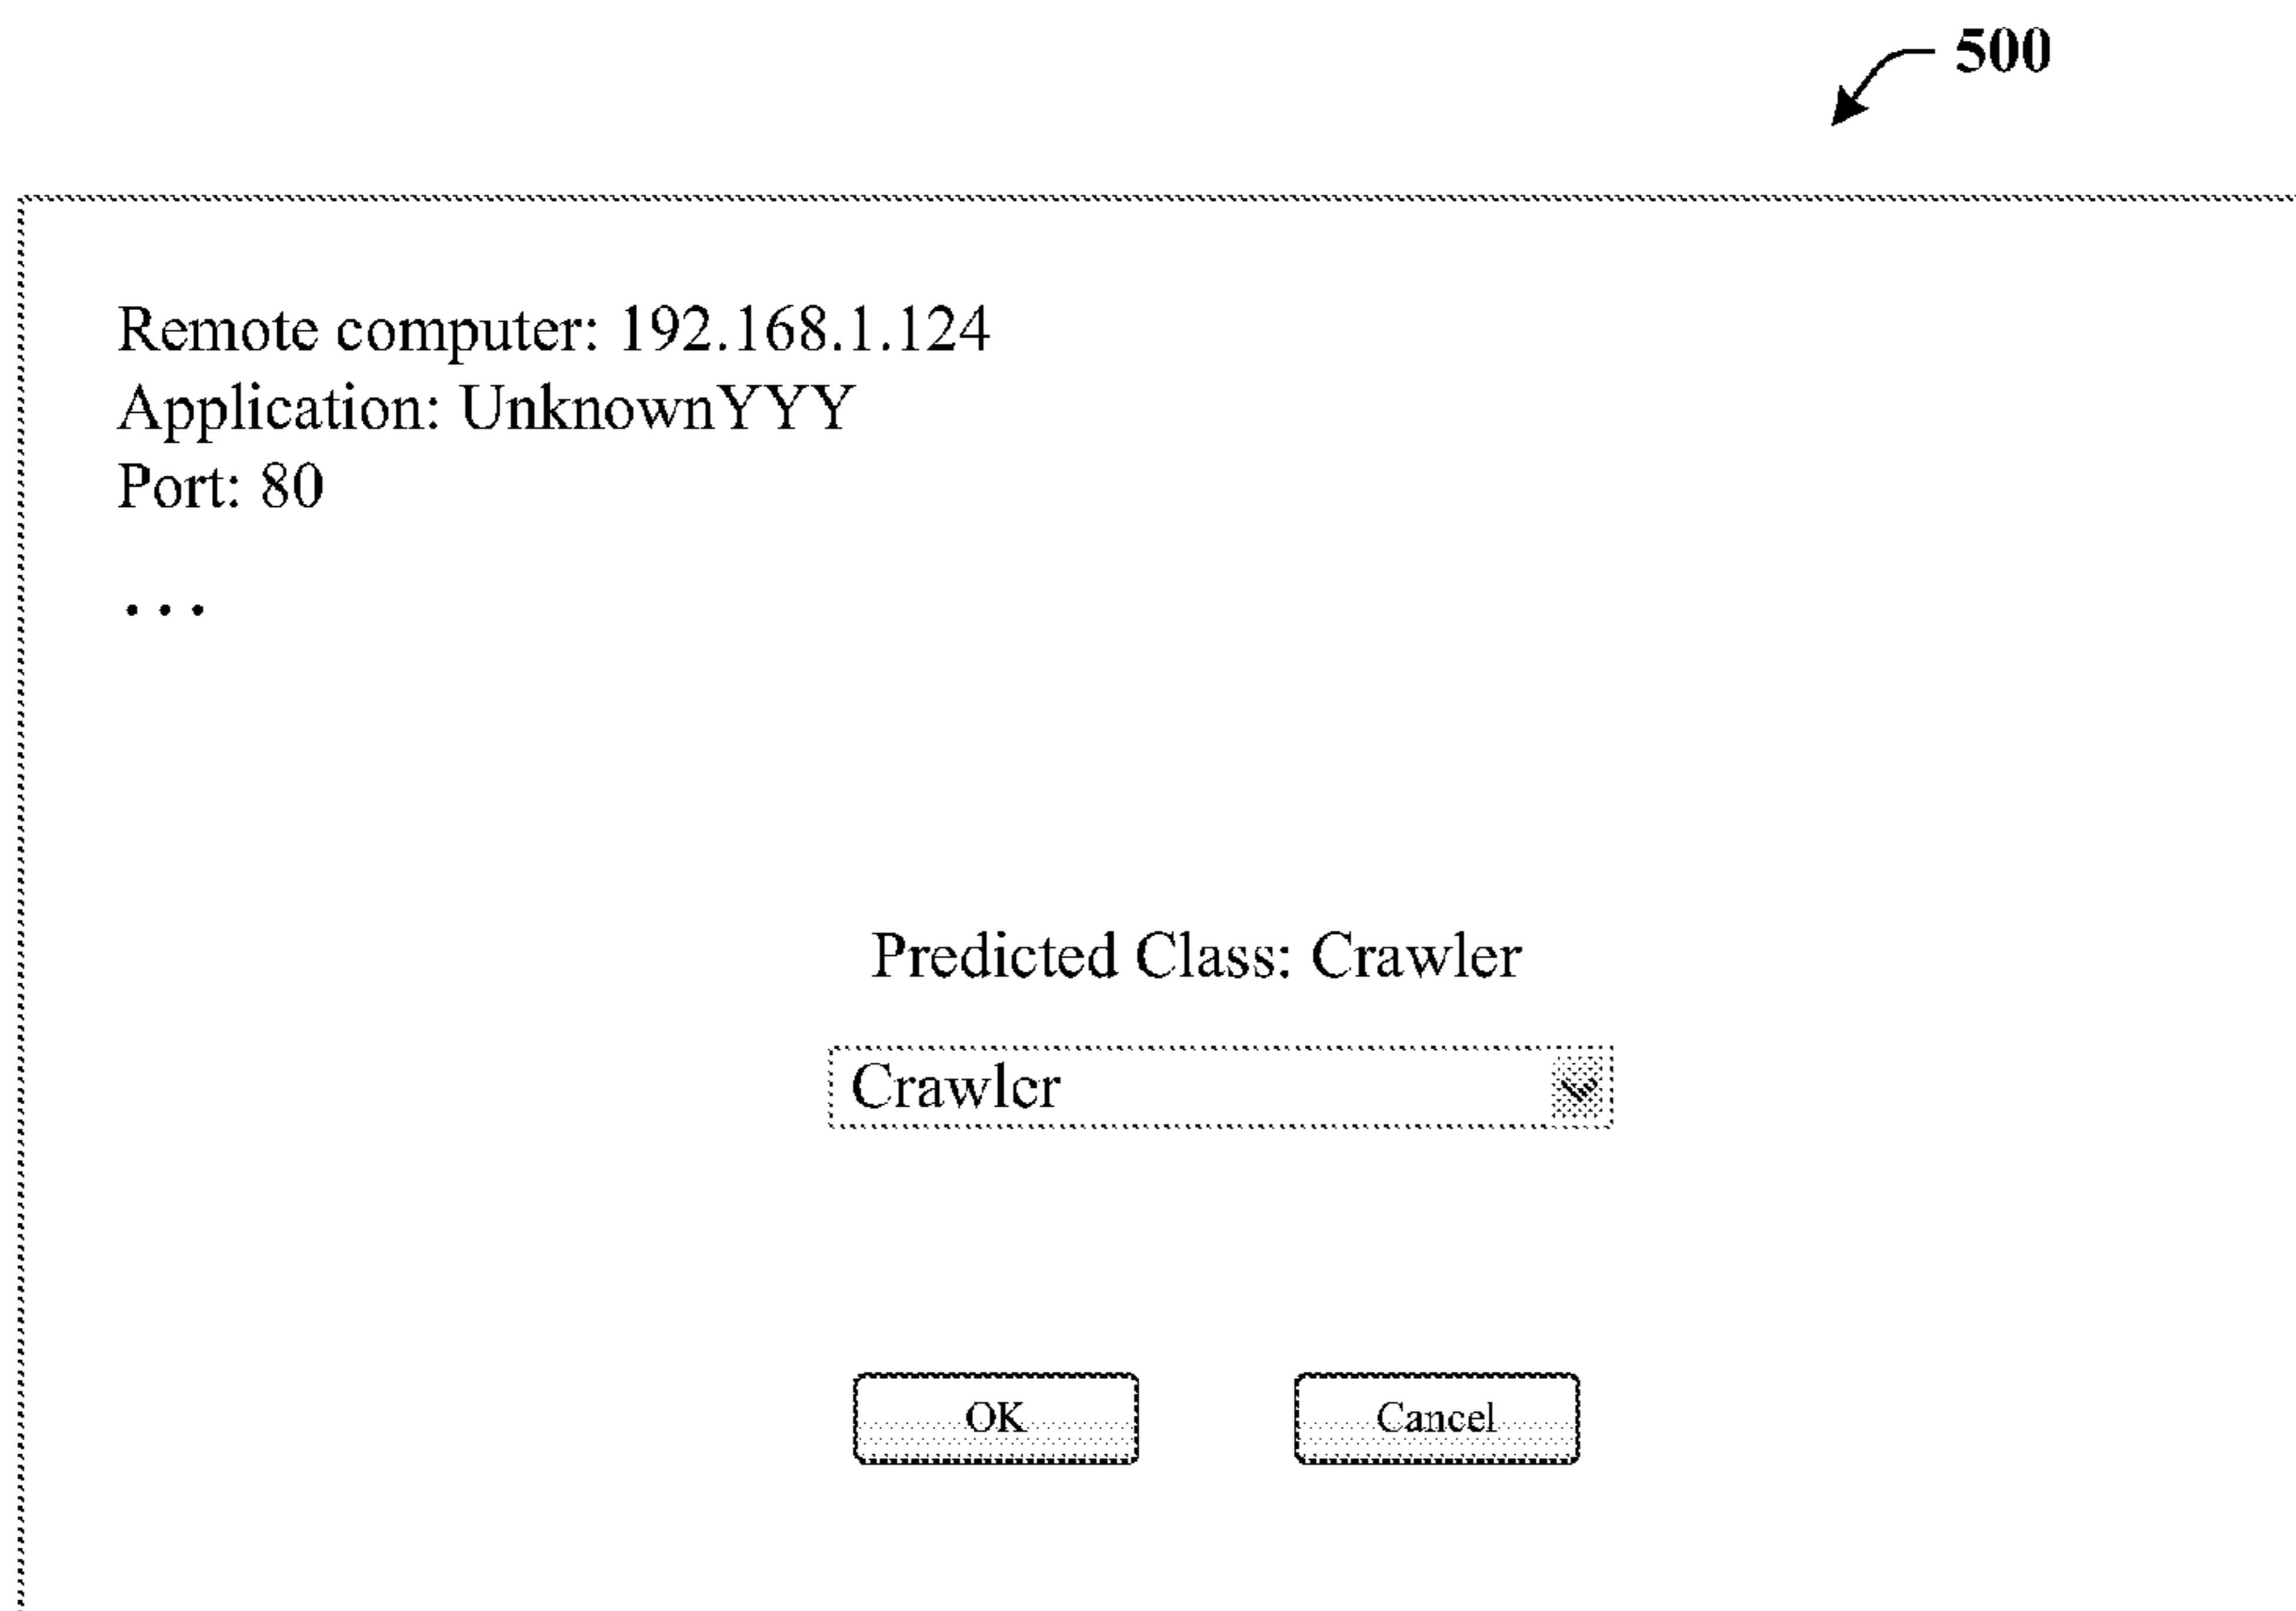 500
Remote computer: 192.168.1.124
Application: UnknownYYY
Port: 80
...
Predicted Class: Crawler
Crawler
OK
Cancel